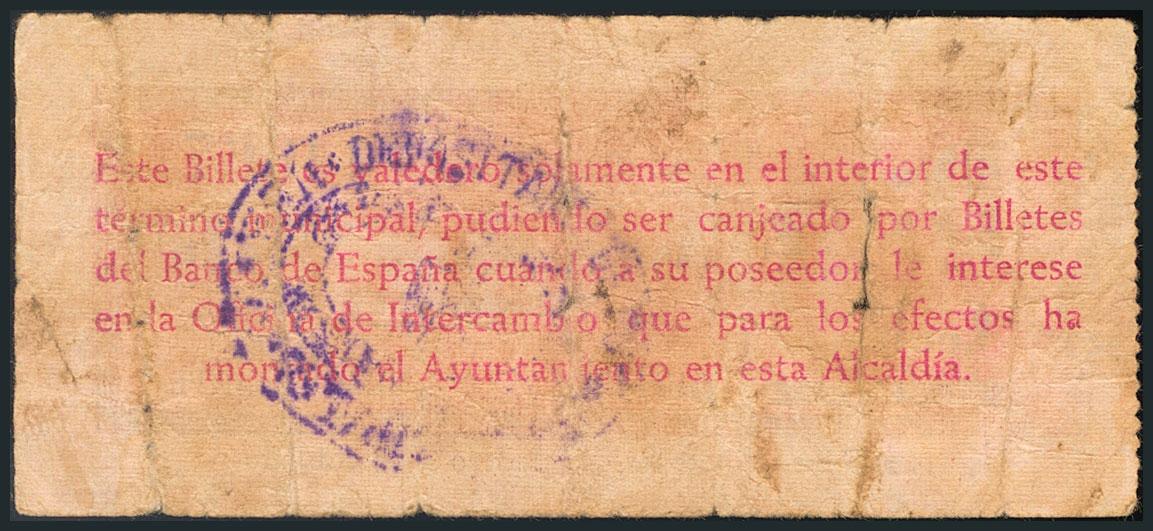 Este Billete es valedero solamente en el interior de este
término municipal, pudiendo ser canjeado por Billetes
del Banco de España cuando a su poseedor le interese
en la Oficina de Intercambio que para los efectos ha
montado el Ayuntamiento en esta Alcaldía.